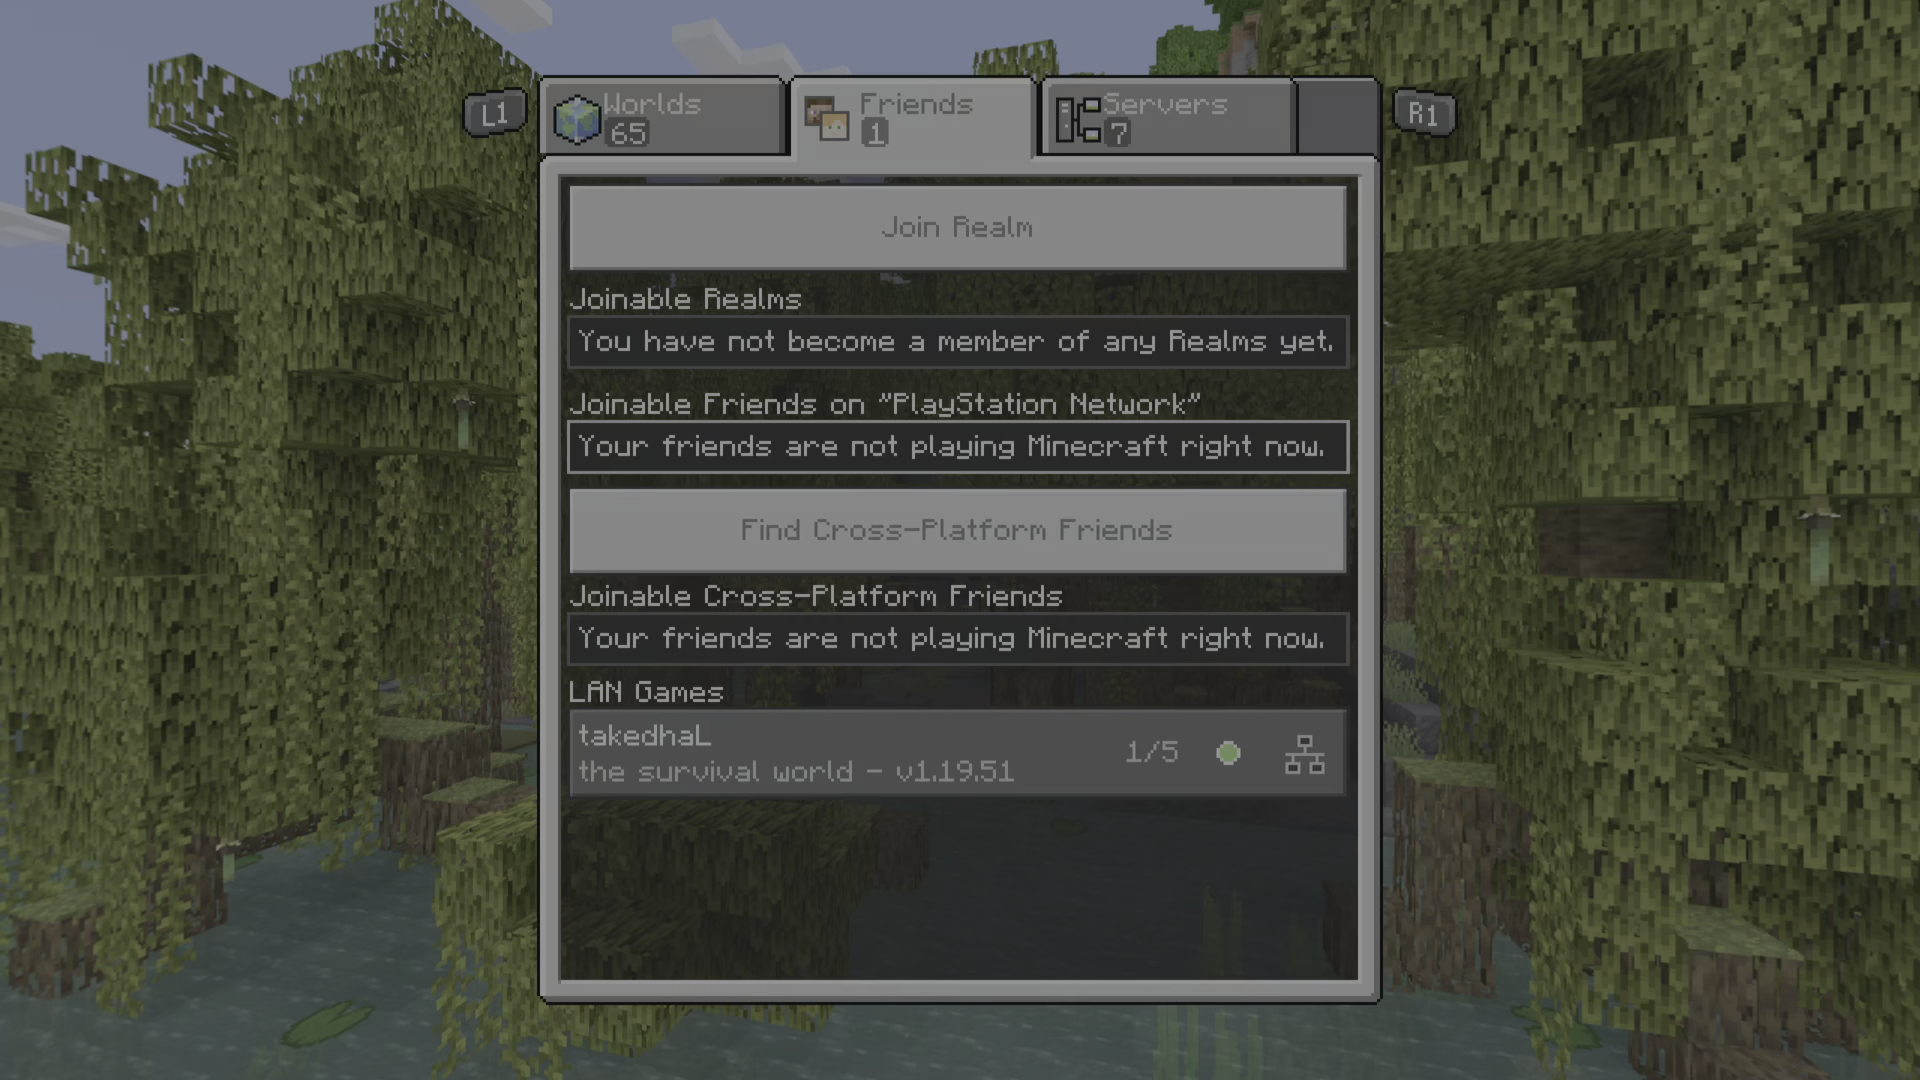 L1
Worlds
65
Friends
1
Servers
7
R1
Join Realm
Joinable Realms
You have not become a member of any Realms yet.
Joinable Friends on "PlayStation Network"
Your friends are not playing Minecraft right now.
Find Cross-Platform Friends
Joinable Cross-Platform Friends
Your friends are not playing Minecraft right now.
LAN Games
takedhaL
1/5
the survival world - v1.19.51